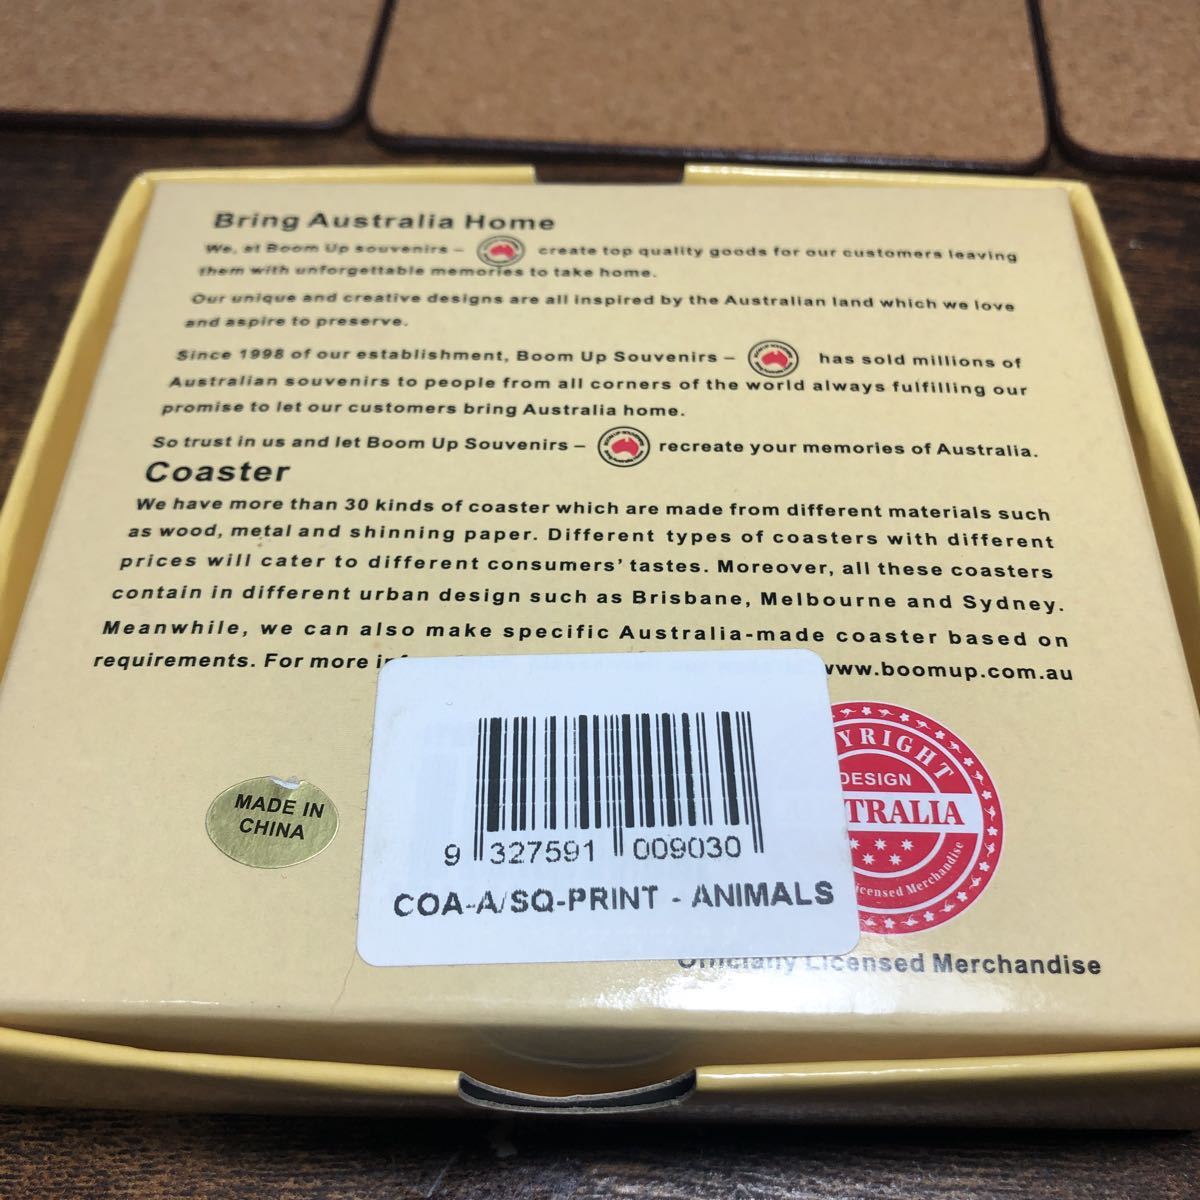 Bring Australia Home
We, at Boom Up souvenirs – create top quality goods for our customers leaving
them with unforgettable memories to take home.
Our unique and creative designs are all inspired by the Australian land which we love
and aspire to preserve.
Since 1998 of our establishment, Boom Up Souvenirs – has sold millions of
Australian souvenirs to people from all corners of the world always fulfilling our
promise to let our customers bring Australia home.
So trust in us and let Boom Up Souvenirs – recreate your memories of Australia.
Coaster
We have more than 30 kinds of coaster which are made from different materials such
as wood, metal and shinning paper. Different types of coasters with different
prices will cater to different consumers' tastes. Moreover, all these coasters
contain in different urban design such as Brisbane, Melbourne and Sydney.
Meanwhile, we can also make specific Australia-made coaster based on
requirements. For more www.boomup.com.au
MADE IN
CHINA
9 327591 009030
COA-A/SQ-PRINT - ANIMALS
YRIGHT
DESIGN
TRALIA
icensed Merchandise
Officially Licensed Merchandise